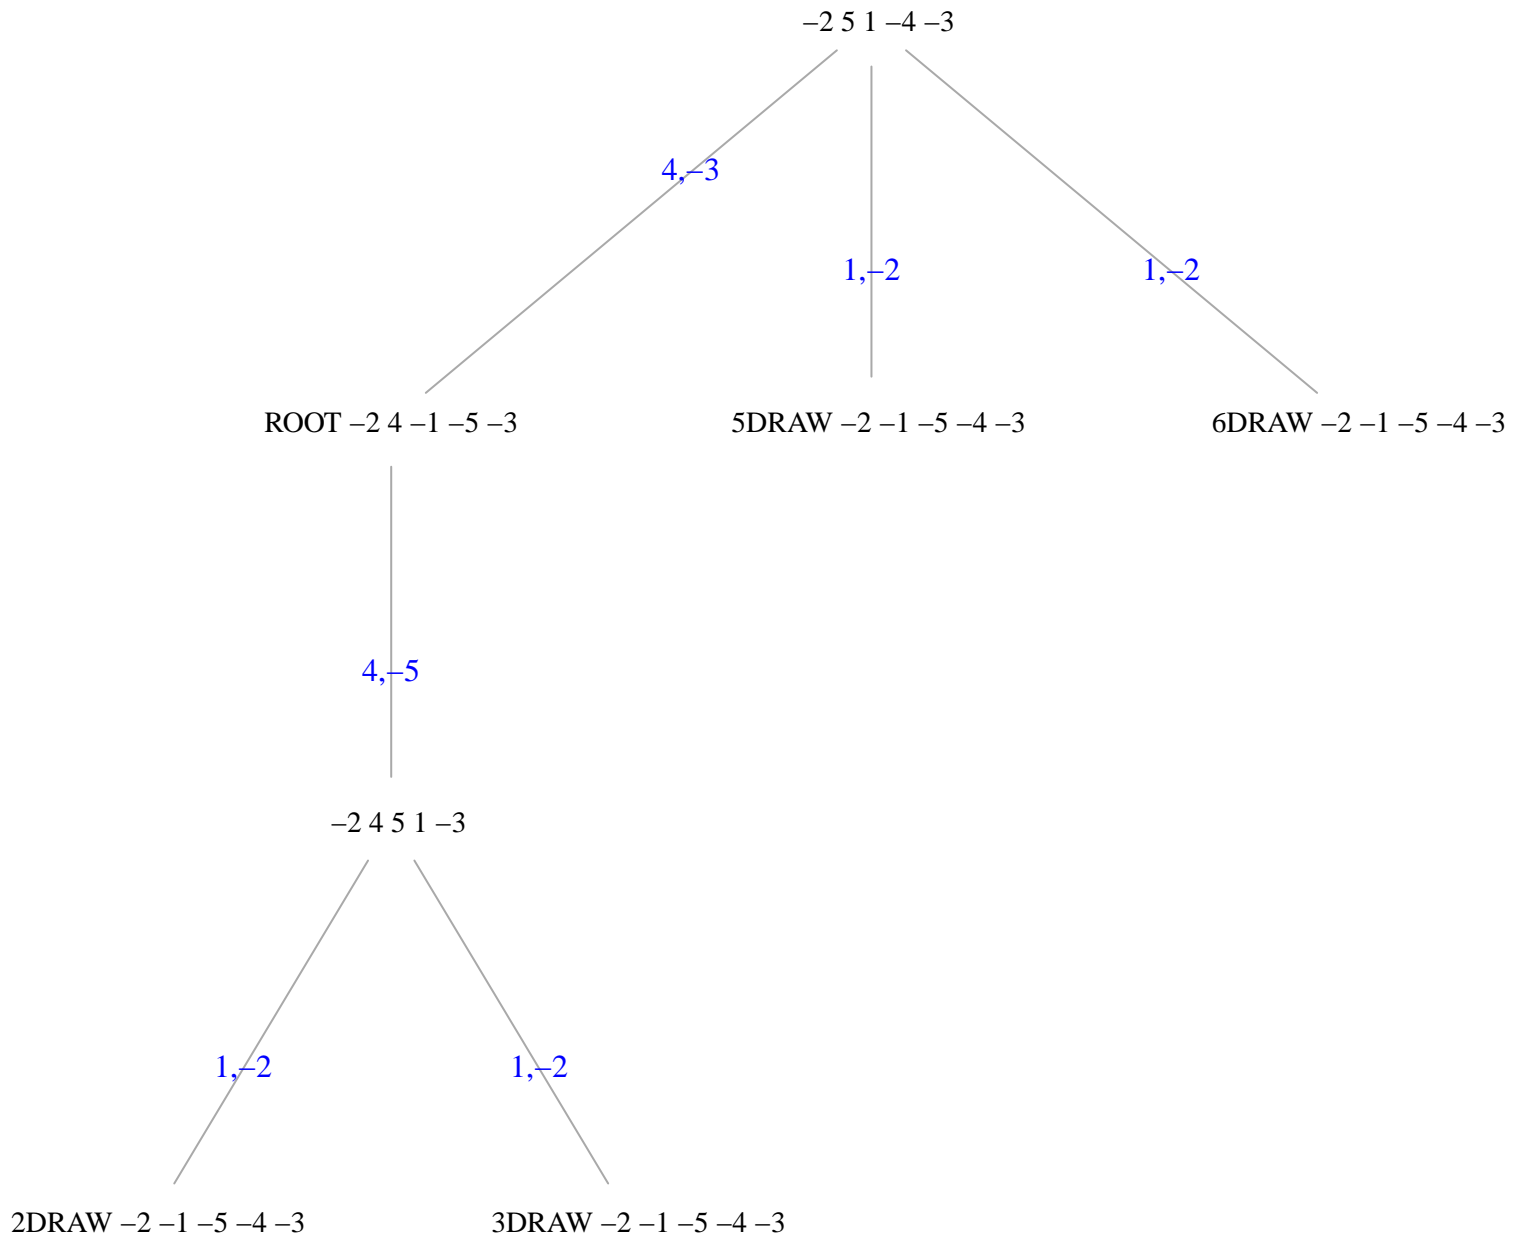 –2 5 1 –4 –3
4,–3
1,–2
1,–2
ROOT –2 4 –1 –5 –3
5DRAW –2 –1 –5 –4 –3
6DRAW –2 –1 –5 –4 –3
4,–5
–2 4 5 1 –3
1,–2
1,–2
2DRAW –2 –1 –5 –4 –3
3DRAW –2 –1 –5 –4 –3